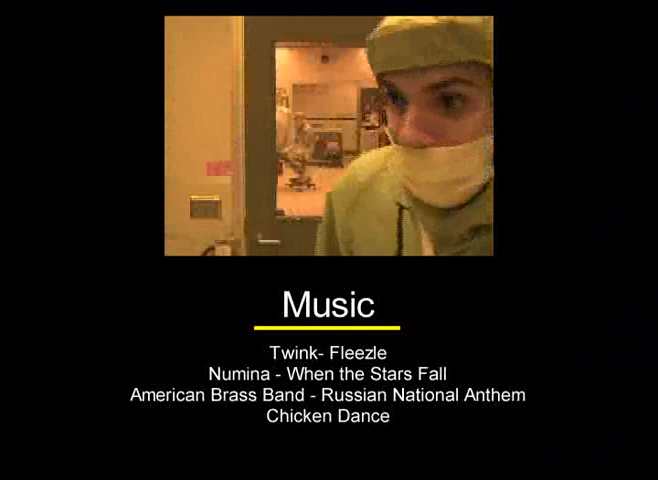 Music
Twink- Fleezle
Numina - When the Stars Fall
American Brass Band - Russian National Anthem
Chicken Dance